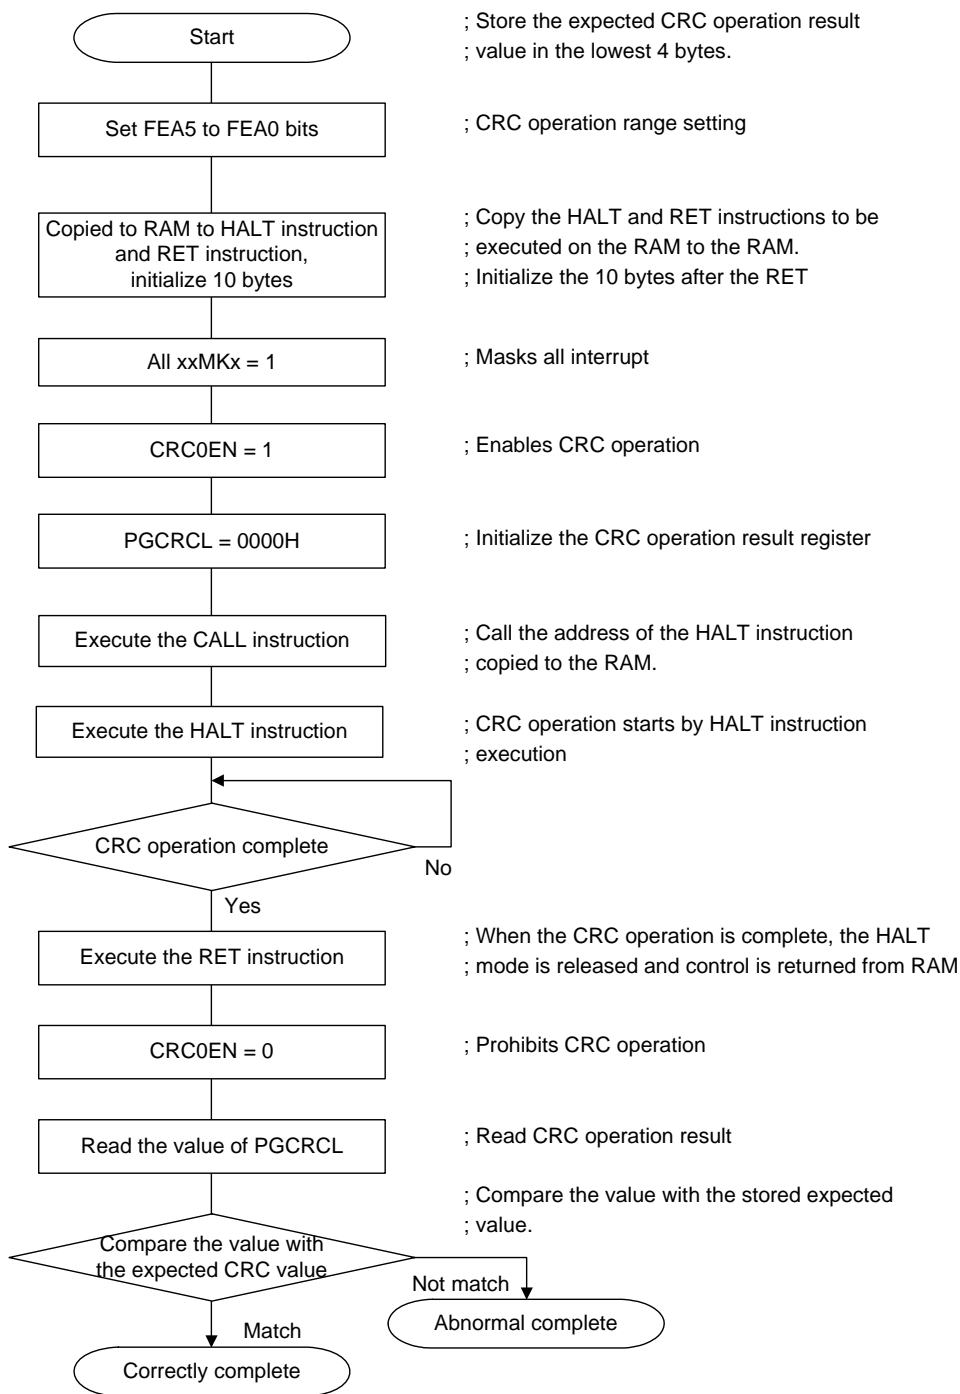 Start
; Store the expected CRC operation result
; value in the lowest 4 bytes.
Set FEA5 to FEA0 bits
; CRC operation range setting
Copied to RAM to HALT instruction
and RET instruction,
initialize 10 bytes
; Copy the HALT and RET instructions to be
; executed on the RAM to the RAM.
; Initialize the 10 bytes after the RET
All xxMKx = 1
; Masks all interrupt
CRC0EN = 1
; Enables CRC operation
PGCRCL = 0000H
; Initialize the CRC operation result register
Execute the CALL instruction
; Call the address of the HALT instruction
; copied to the RAM.
Execute the HALT instruction
; CRC operation starts by HALT instruction
; execution
CRC operation complete
No
Yes
Execute the RET instruction
; When the CRC operation is complete, the HALT
; mode is released and control is returned from RAM
CRC0EN = 0
; Prohibits CRC operation
Read the value of PGCRCL
; Read CRC operation result
; Compare the value with the stored expected
; value.
Compare the value with
the expected CRC value
Not match
Abnormal complete
Match
Correctly complete